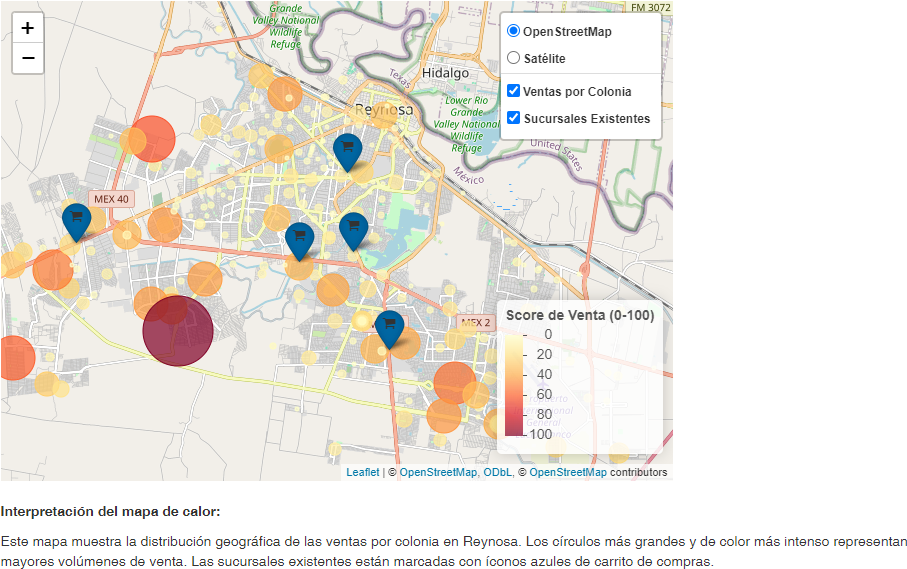 +
−
Grande
Valley National
Wildlife
Refuge
FM 3072
OpenStreetMap
Satélite
Ventas por Colonia
Sucursales Existentes
Texas
Hidalgo
Reynosa
Lower Rio
Grande
Valley National
Wildlife
Refuge
United States
México
MEX 40
MEX 2
Score de Venta (0-100)
0
20
40
60
80
100
Leaflet | © OpenStreetMap, ODbL, © OpenStreetMap contributors
Interpretación del mapa de calor:
Este mapa muestra la distribución geográfica de las ventas por colonia en Reynosa. Los círculos más grandes y de color más intenso representan
mayores volúmenes de venta. Las sucursales existentes están marcadas con íconos azules de carrito de compras.